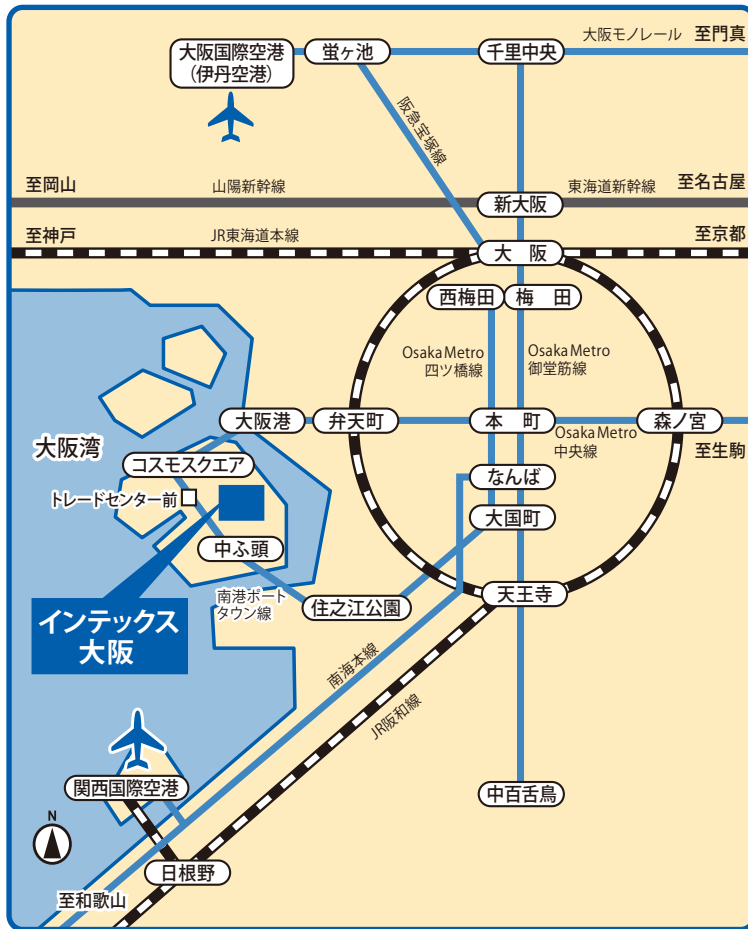 大阪モノレール
至門真
大阪国際空港
(伊丹空港)
蛍ヶ池
千里中央
阪急宝塚線
至岡山
山陽新幹線
東海道新幹線
至名古屋
新大阪
至神戸
JR東海道本線
至京都
大 阪
西梅田
梅 田
Osaka Metro
四ツ橋線
Osaka Metro
御堂筋線
大阪港
弁天町
本 町
森ノ宮
Osaka Metro
中央線
至生駒
大阪湾
コスモスクエア
なんば
トレードセンター前
大国町
中ふ頭
南港ポート
タウン線
住之江公園
天王寺
インテックス
大阪
南海本線
JR阪和線
関西国際空港
中百舌鳥
N
日根野
至和歌山